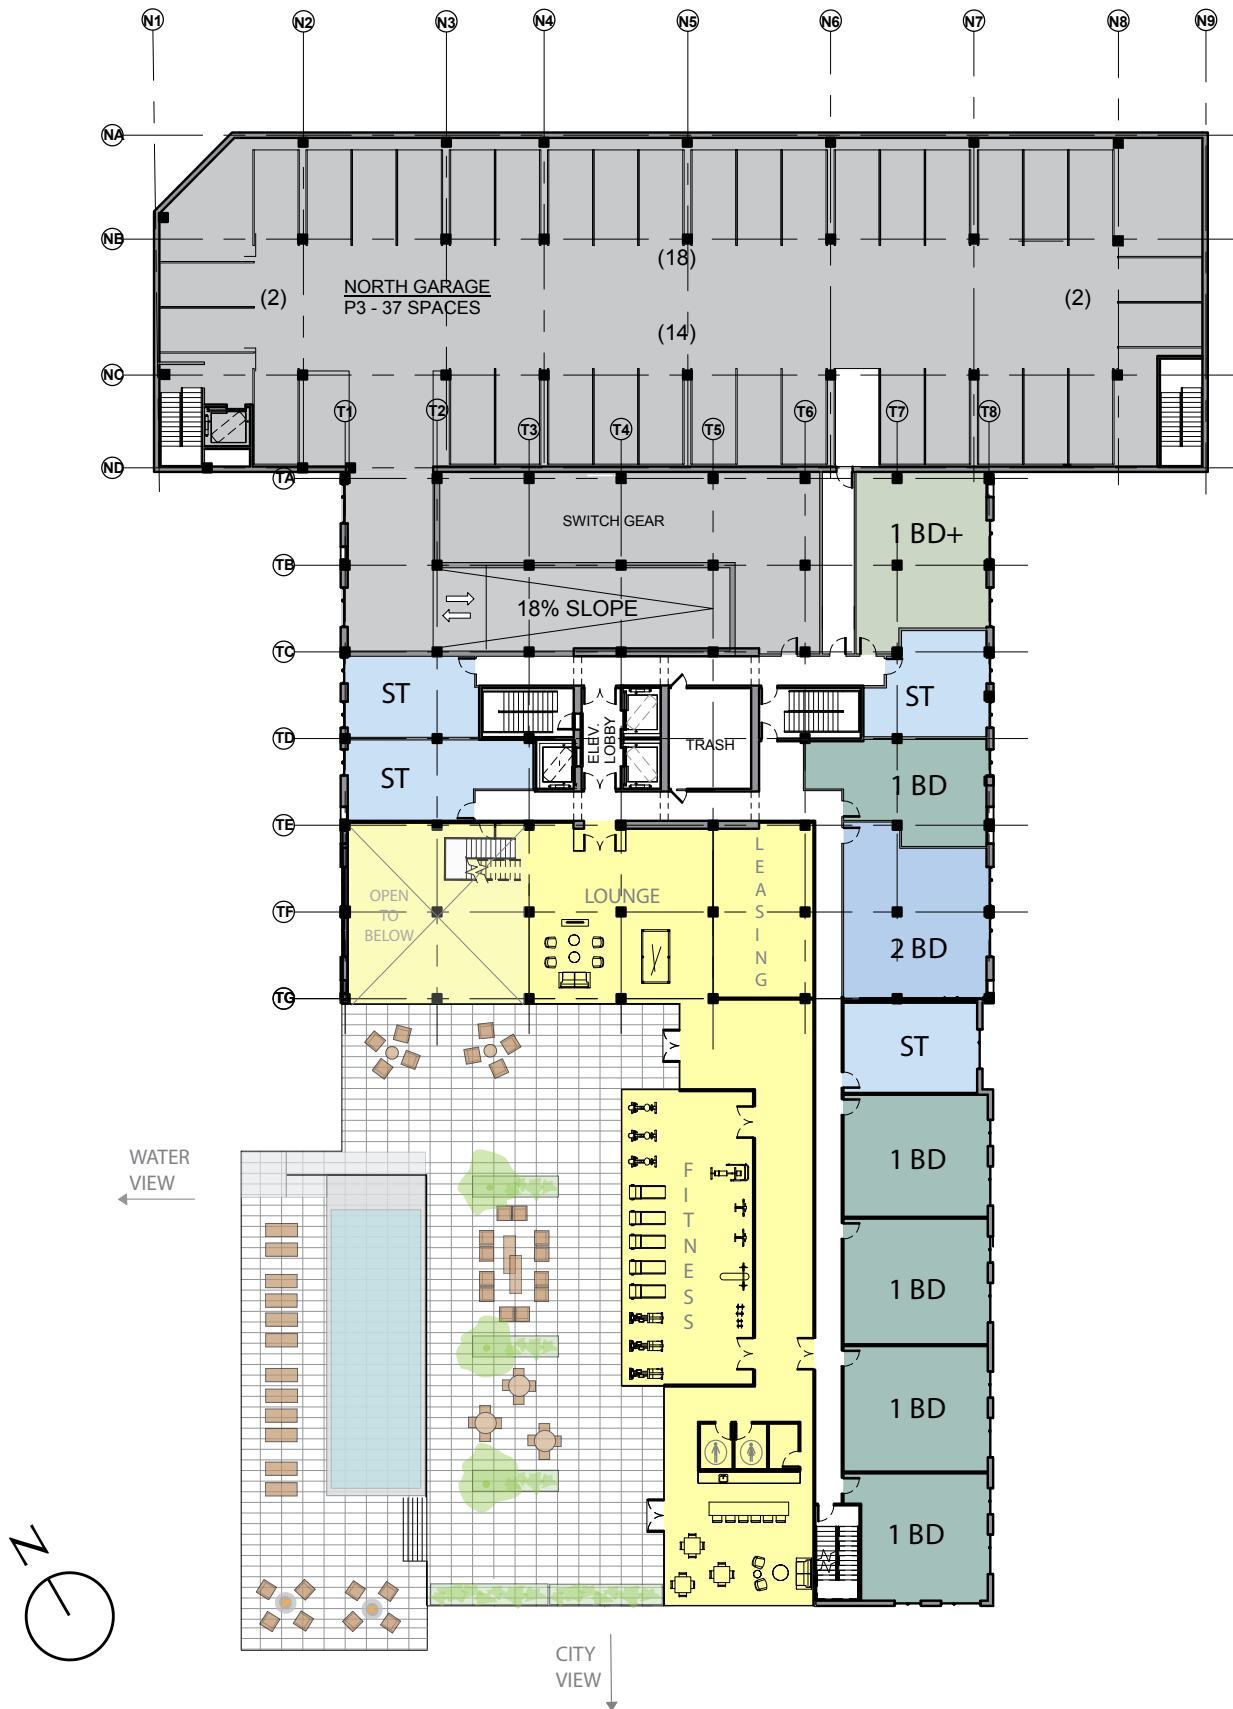 N1 N2 N3 N4 N5 N6 N7 N8 N9
NA
NB
(18)
NORTH GARAGE
P3 - 37 SPACES
(2)
(2)
(14)
NC
T1 T2 T3 T4 T5 T6 T7 T8
ND
TA
SWITCH GEAR
1 BD+
TB
18% SLOPE
TC
ST
ST
ELEV.
LOBBY
TRASH
TD
ST
1 BD
TE
LEASING
OPEN
TO
BELOW
LOUNGE
TF
2 BD
TG
ST
WATER
VIEW
FITNESS
1 BD
1 BD
1 BD
1 BD
N
CITY
VIEW